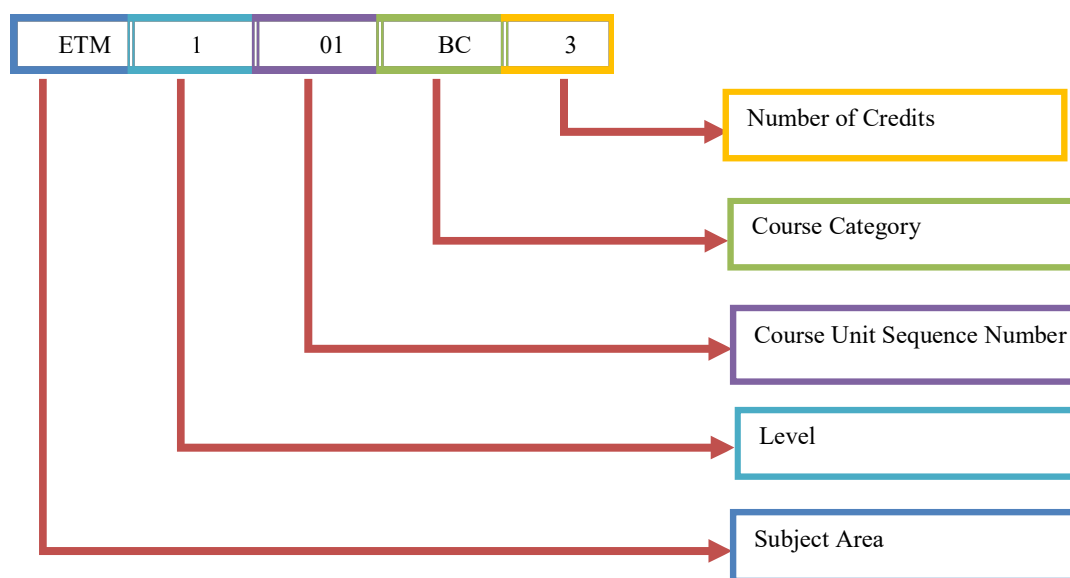 ETM 1 01 BC 3
Number of Credits
Course Category
Course Unit Sequence Number
Level
Subject Area